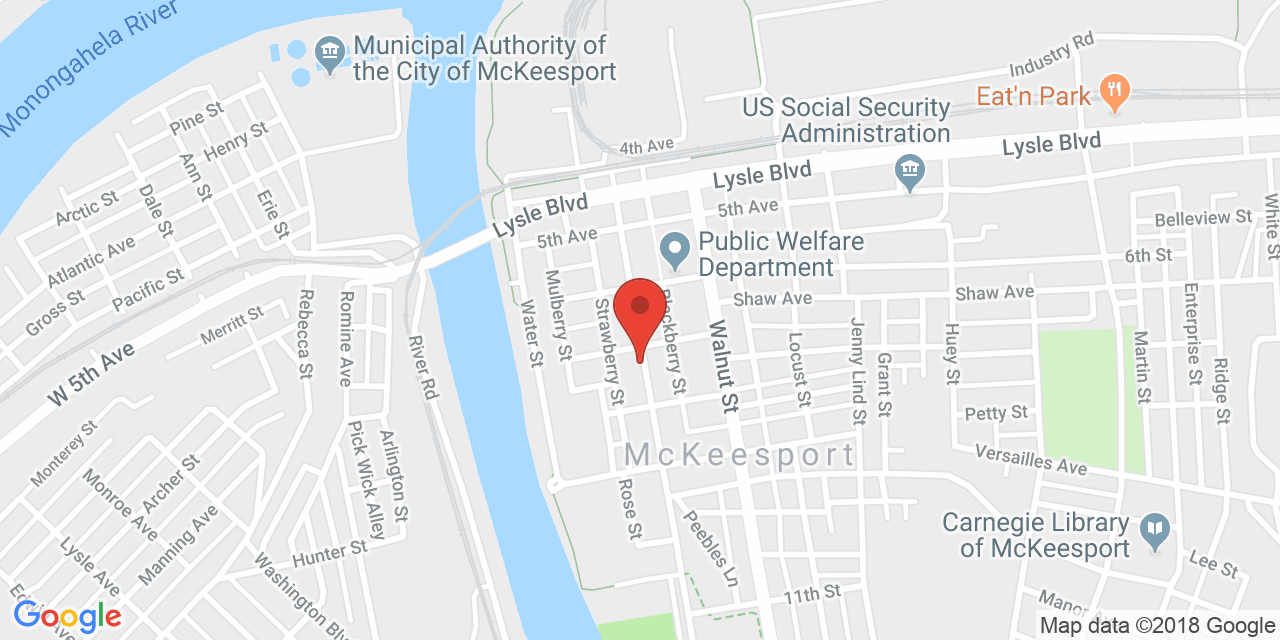 Monongahela River
Municipal Authority of
the City of McKeesport
Industry Rd
Eat'n Park
US Social Security
Administration
Pine St
Henry St
4th Ave
Lysle Blvd
Lysle Blvd
Ann St
Dale St
Erie St
Arctic St
Lysle Blvd
5th Ave
5th Ave
Belleview St
White St
Atlantic Ave
Pacific St
Gross St
Public Welfare
Department
6th St
Merritt St
Rebecca St
Romine Ave
Water St
Mulberry St
Strawberry St
Blackberry St
Shaw Ave
Shaw Ave
Walnut St
Locust St
Jenny Lind St
Grant St
Huey St
Martin St
Enterprise St
Ridge St
W 5th Ave
River Rd
Petty St
Monterey St
Pick Wick Alley
Arlington St
McKeesport
Versailles Ave
Archer St
Monroe Ave
Manning Ave
Rose St
Peebles Ln
Carnegie Library
of McKeesport
Lysle Ave
Hunter St
Washington Blv
Lee St
11th St
Manor A
Google
Map data ©2018 Google